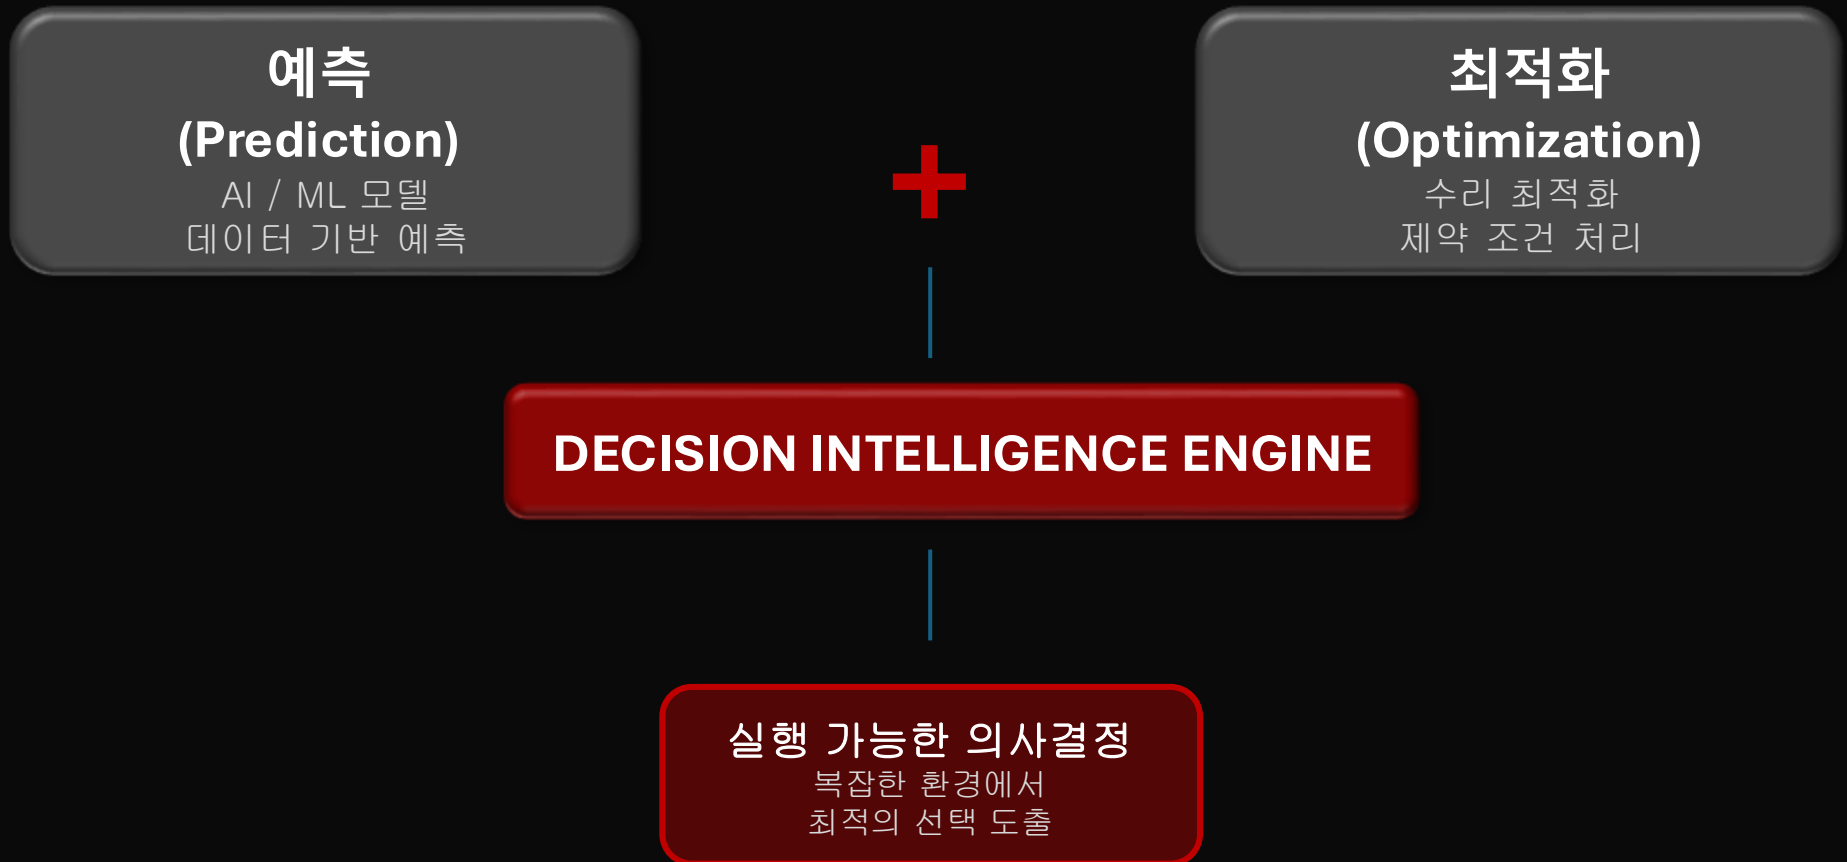 예측
(Prediction)
AI / ML 모델
데이터 기반 예측
+
최적화
(Optimization)
수리 최적화
제약 조건 처리
DECISION INTELLIGENCE ENGINE
실행 가능한 의사결정
복잡한 환경에서
최적의 선택 도출